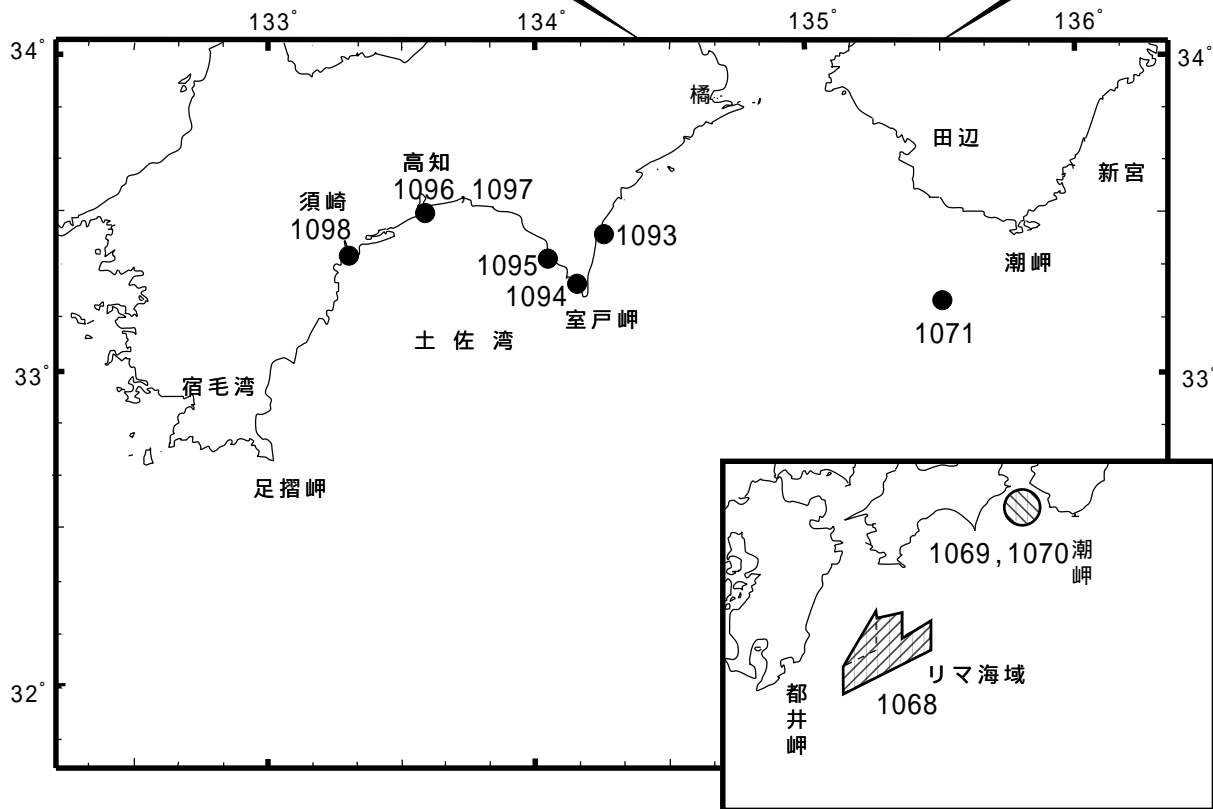 133°
134°
135°
136°
34°
34°
橘
田辺
新宮
高知
1096,1097
須崎
1098
1093
1095
1094
室戸岬
潮岬
1071
土佐湾
33°
33°
宿毛湾
足摺岬
1069,1070
潮岬
リマ海域
1068
都井岬
32°